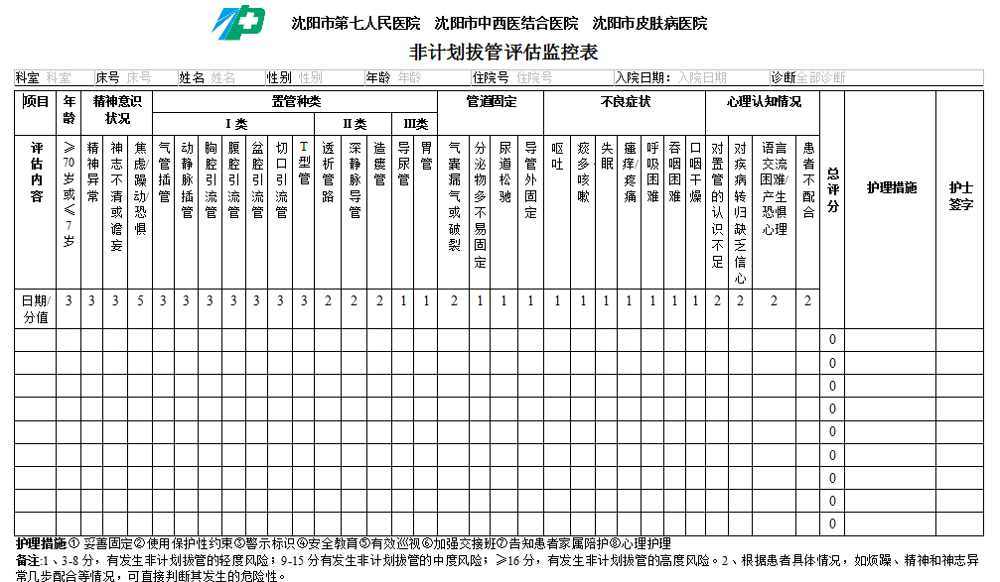 沈阳市第七人民医院 沈阳市中西医结合医院 沈阳市皮肤病医院
非计划拔管评估监控表
科室 科室 床号 床号 姓名 姓名 性别 性别 年龄 年龄 住院号 住院号 入院日期: 入院日期 诊断全部诊断
项目 年龄 精神意识状况 置管种类 管道固定 不良症状 心理认知情况 总评分 护理措施 护士签字
I 类 II 类 III类
评估内容 ≥70岁或≤7岁 精神异常 神志不清或谵妄 焦虑/躁动/恐惧 气管插管 动静脉插管 胸腔引流管 腹腔引流管 盆腔引流管 切口引流管 T型管 透析管路 深静脉导管 造瘘管 导尿管 胃管 气囊漏气或破裂 分泌物多不易固定 尿道松驰 导管外固定 呕吐 痰多咳嗽 失眠 瘙痒/疼痛 呼吸困难 吞咽困难 口咽干燥 对置管的认识不足 对疾病转归缺乏信心 语言交流困难/产生恐惧心理 患者不配合
日期/分值 3 3 3 5 3 3 3 3 3 3 3 2 2 2 1 1 2 1 1 1 1 1 1 1 1 1 1 2 2 2 2
0
0
0
0
0
0
0
0
0
护理措施① 妥善固定②使用保护性约束③警示标识④安全教育⑤有效巡视⑥加强交接班⑦告知患者家属陪护⑧心理护理
备注:1、3-8 分，有发生非计划拔管的轻度风险；9-15 分有发生非计划拔管的中度风险；≥16 分，有发生非计划拔管的高度风险。2、根据患者具体情况，如烦躁、精神和神志异
常几步配合等情况，可直接判断其发生的危险性。